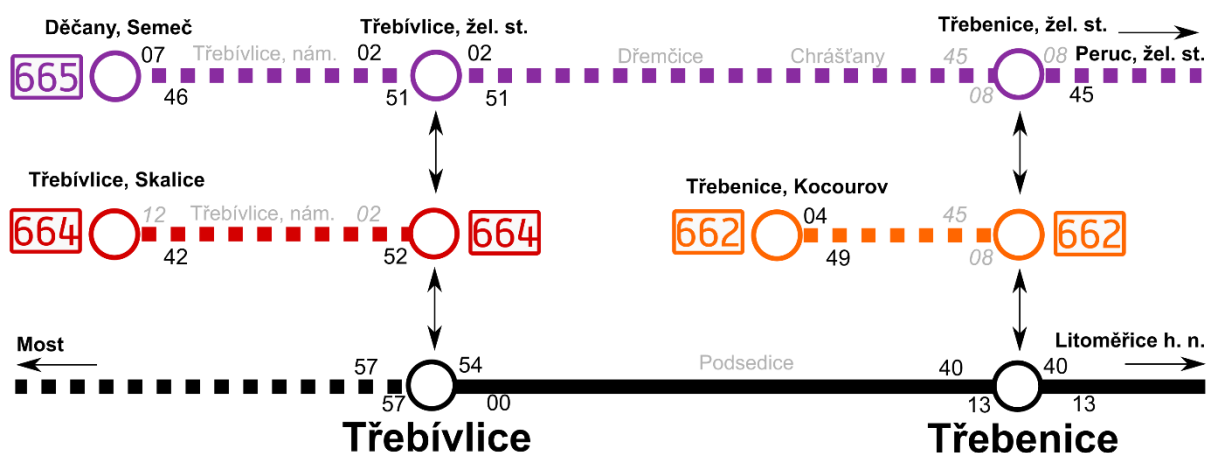 Děčany, Semeč
Třebívlice, žel. st.
Třebenice, žel. st.
665
07
Třebívlice, nám.
02
02
Dřemčice
Chrášťany
45
08
Peruc, žel. st.
46
51
51
08
45
Třebívlice, Skalice
Třebenice, Kocourov
664
12
Třebívlice, nám.
02
664
662
04
45
662
42
52
49
08
Most
Litoměřice h. n.
57
54
Podsedice
40
40
57
00
13
13
Třebívlice
Třebenice